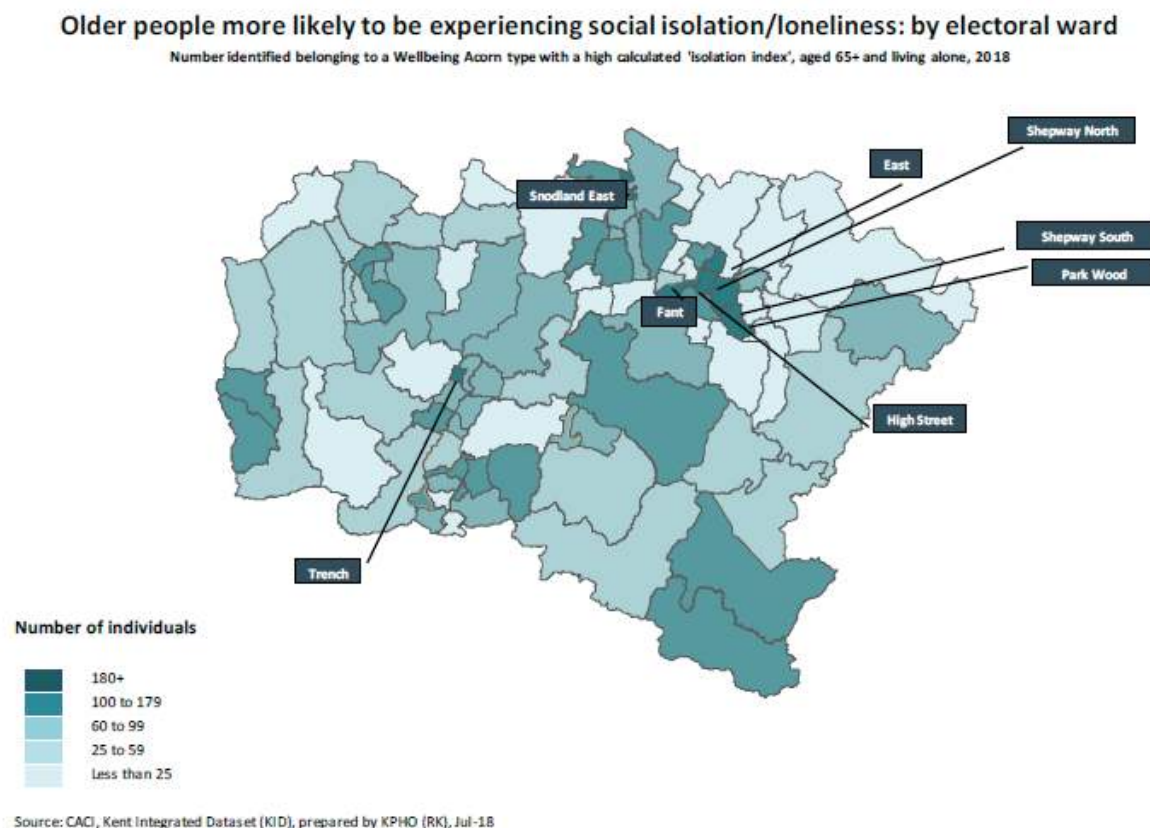 Older people more likely to be experiencing social isolation/loneliness: by electoral ward
Number identified belonging to a Wellbeing Acorn type with a high calculated 'isolation index', aged 65+ and living alone, 2018
Shepway North
East
Snodland East
Shepway South
Park Wood
Fant
High Street
Trench
Number of individuals
180+
100 to 179
60 to 99
25 to 59
Less than 25
Source: CACI, Kent Integrated Dataset (KID), prepared by KPHO (RK), Jul-18